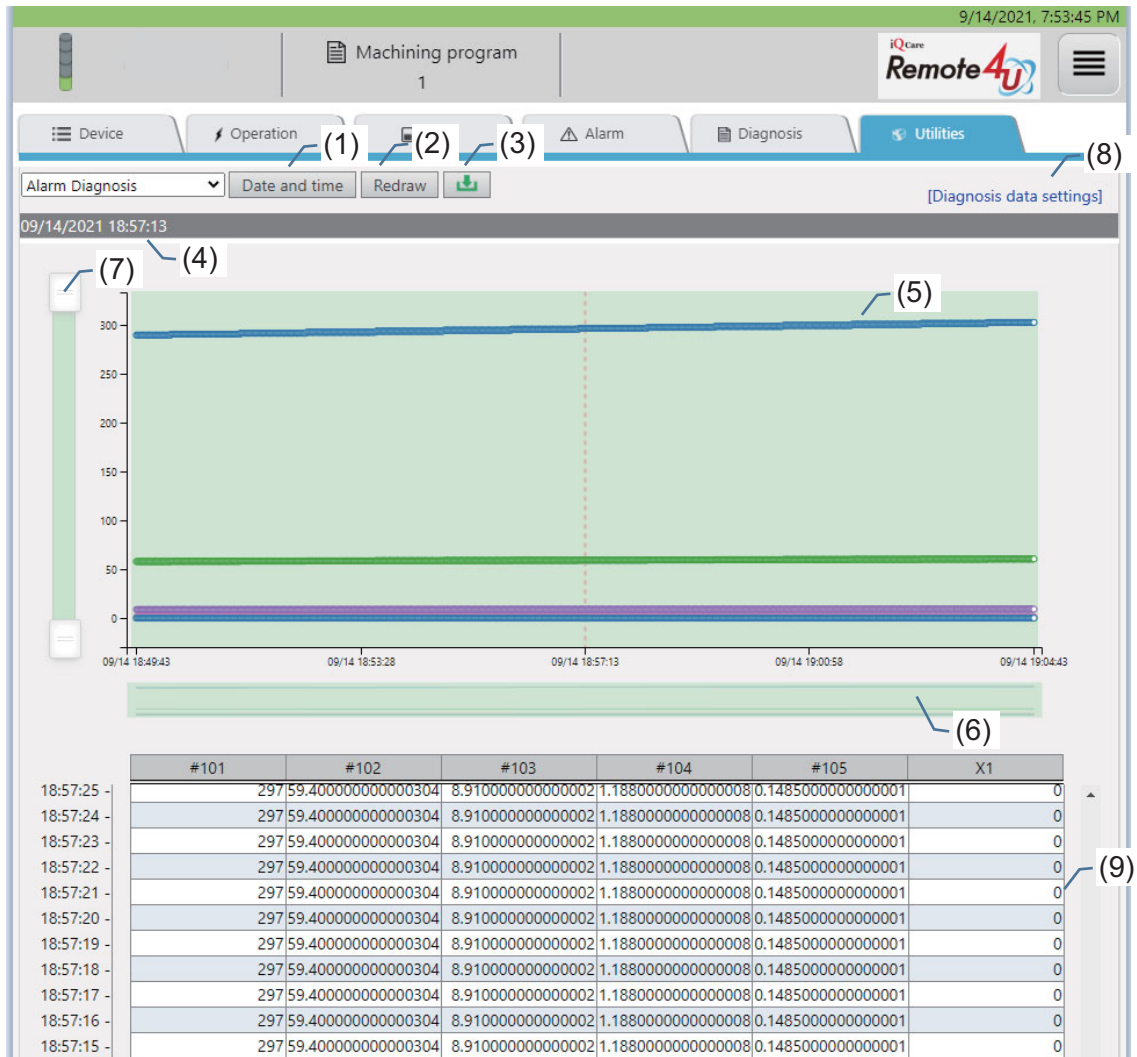 9/14/2021, 7:53:45 PM
Machining program
1
iQ Care
Remote 4U
Device
Operation
Alarm
Diagnosis
Utilities
(1)
(2)
(3)
(8)
Alarm Diagnosis
Date and time
Redraw
[Diagnosis data settings]
09/14/2021 18:57:13
(4)
(7)
(5)
300
250
200
150
100
50
0
09/14 18:49:43
09/14 18:53:28
09/14 18:57:13
09/14 19:00:58
09/14 19:04:43
(6)
#101 #102 #103 #104 #105 X1
18:57:25 - 297 59.400000000000304 8.910000000000002 1.1880000000000008 0.1485000000000001 0
18:57:24 - 297 59.400000000000304 8.910000000000002 1.1880000000000008 0.1485000000000001 0
18:57:23 - 297 59.400000000000304 8.910000000000002 1.1880000000000008 0.1485000000000001 0
18:57:22 - 297 59.400000000000304 8.910000000000002 1.1880000000000008 0.1485000000000001 0
(9)
18:57:21 - 297 59.400000000000304 8.910000000000002 1.1880000000000008 0.1485000000000001 0
18:57:20 - 297 59.400000000000304 8.910000000000002 1.1880000000000008 0.1485000000000001 0
18:57:19 - 297 59.400000000000304 8.910000000000002 1.1880000000000008 0.1485000000000001 0
18:57:18 - 297 59.400000000000304 8.910000000000002 1.1880000000000008 0.1485000000000001 0
18:57:17 - 297 59.400000000000304 8.910000000000002 1.1880000000000008 0.1485000000000001 0
18:57:16 - 297 59.400000000000304 8.910000000000002 1.1880000000000008 0.1485000000000001 0
18:57:15 - 297 59.400000000000304 8.910000000000002 1.1880000000000008 0.1485000000000001 0